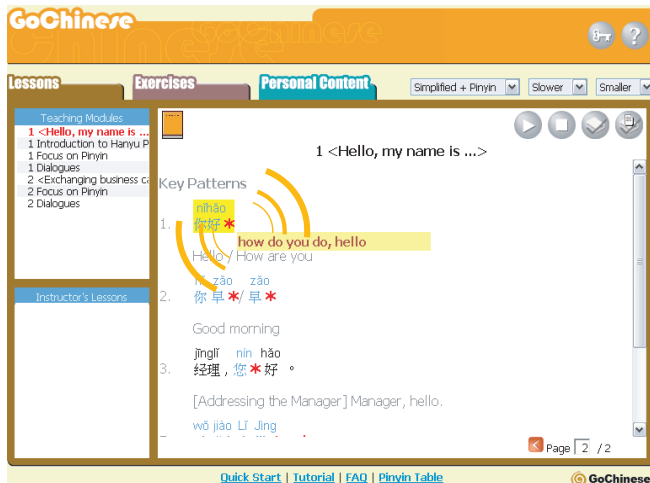 GoChinese
Lessons
Exercises
Personal Content
Simplified + Pinyin
Slower
Smaller
Teaching Modules
1 <Hello, my name is ...
1 Introduction to Hanyu P
1 Focus on Pinyin
1 Dialogues
2 <Exchanging business ca
2 Focus on Pinyin
2 Dialogues
Instructor's Lessons
1 <Hello, my name is ...>
Key Patterns
nǐhǎo
1. 你好*
how do you do, hello
Hello / How are you
zǎo zǎo
2. 你 早*/ 早*
Good morning
jīnglǐ nín hǎo
3. 经理，您*好 。
[Addressing the Manager] Manager, hello.
wǒ jiào Lǐ Jìng
Page 2 / 2
Quick Start | Tutorial | FAQ | Pinyin Table
GoChinese